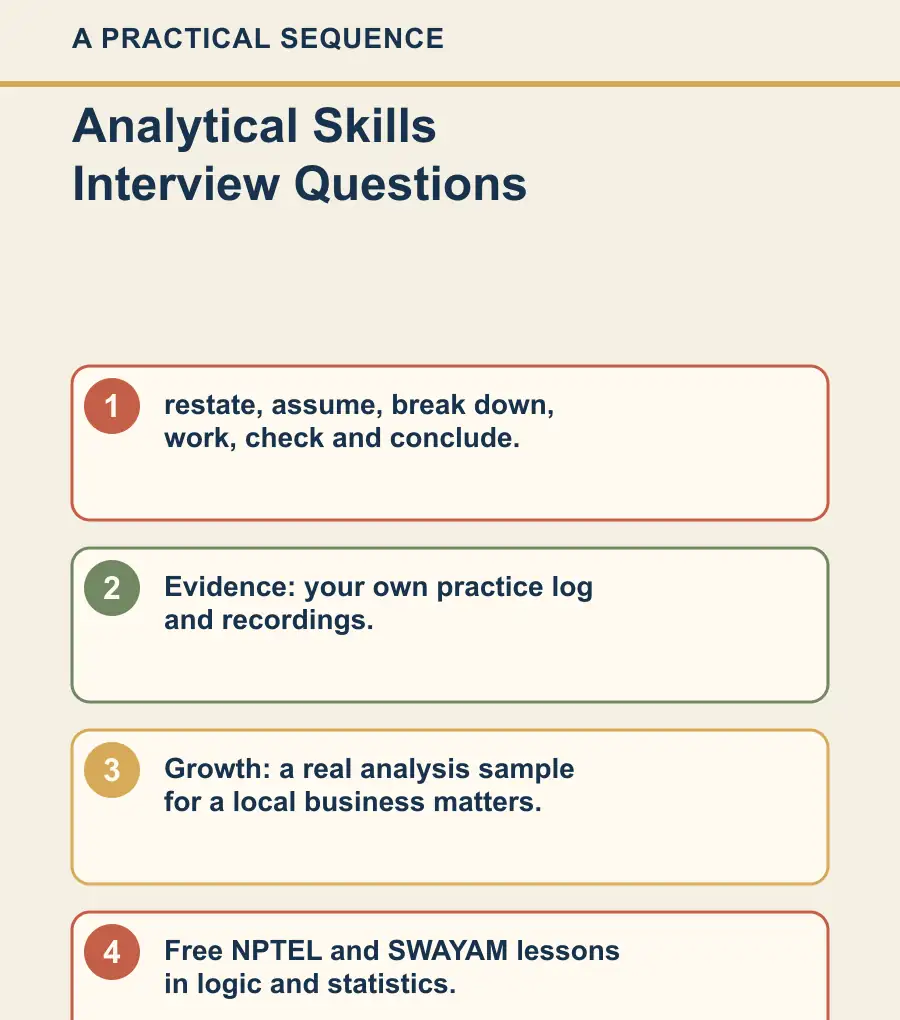 A PRACTICAL SEQUENCE
Analytical Skills
Interview Questions
1
restate, assume, break down,
work, check and conclude.
2
Evidence: your own practice log
and recordings.
3
Growth: a real analysis sample
for a local business matters.
4
Free NPTEL and SWAYAM lessons
in logic and statistics.